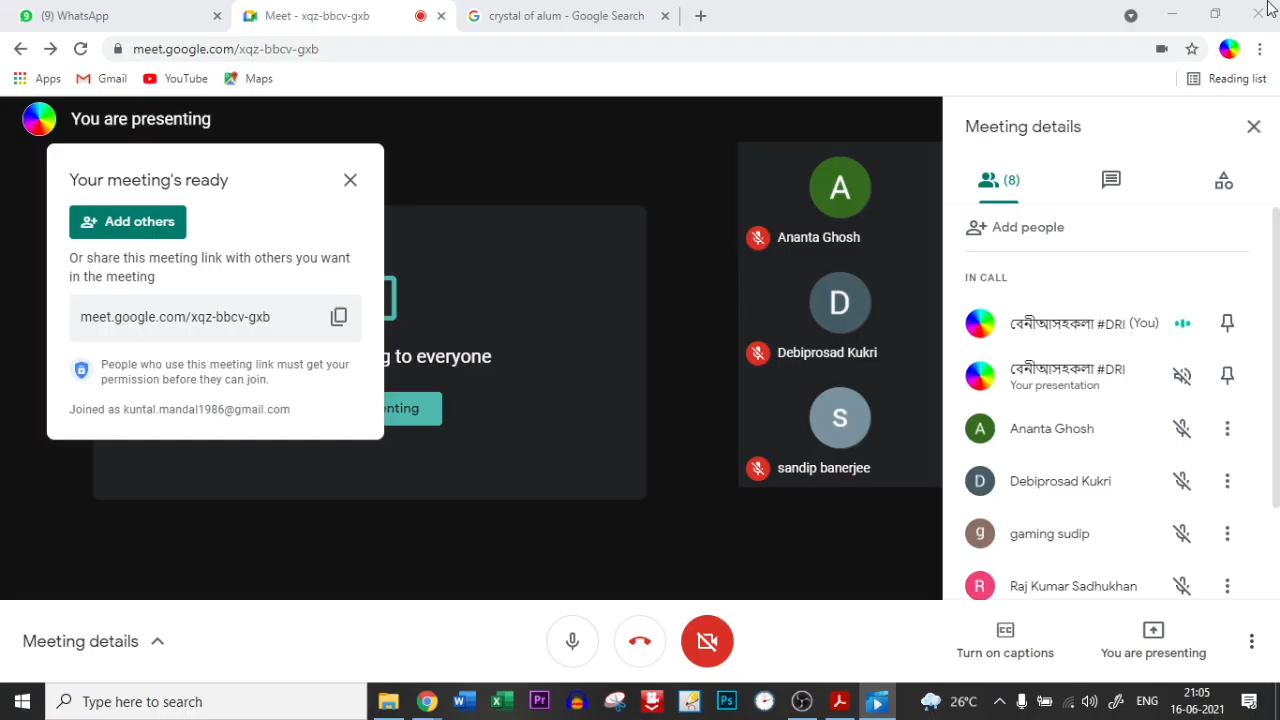 (9) WhatsApp
Meet - xqz-bbcv-gxb
crystal of alum - Google Search
meet.google.com/xqz-bbcv-gxb
Apps
Gmail
YouTube
Maps
Reading list
You are presenting
Your meeting's ready
Add others
Or share this meeting link with others you want
in the meeting
meet.google.com/xqz-bbcv-gxb
People who use this meeting link must get your
permission before they can join.
Joined as kuntal.mandal1986@gmail.com
g to everyone
enting
A
Ananta Ghosh
D
Debiprosad Kukri
s
sandip banerjee
Meeting details
(8)
Add people
IN CALL
বেনীআসহকলা #DRI (You)
বেনীআসহকলা #DRI
Your presentation
A Ananta Ghosh
D Debiprosad Kukri
g gaming sudip
R Raj Kumar Sadhukhan
Meeting details
Turn on captions
You are presenting
Type here to search
26°C
ENG
21:05
16-06-2021